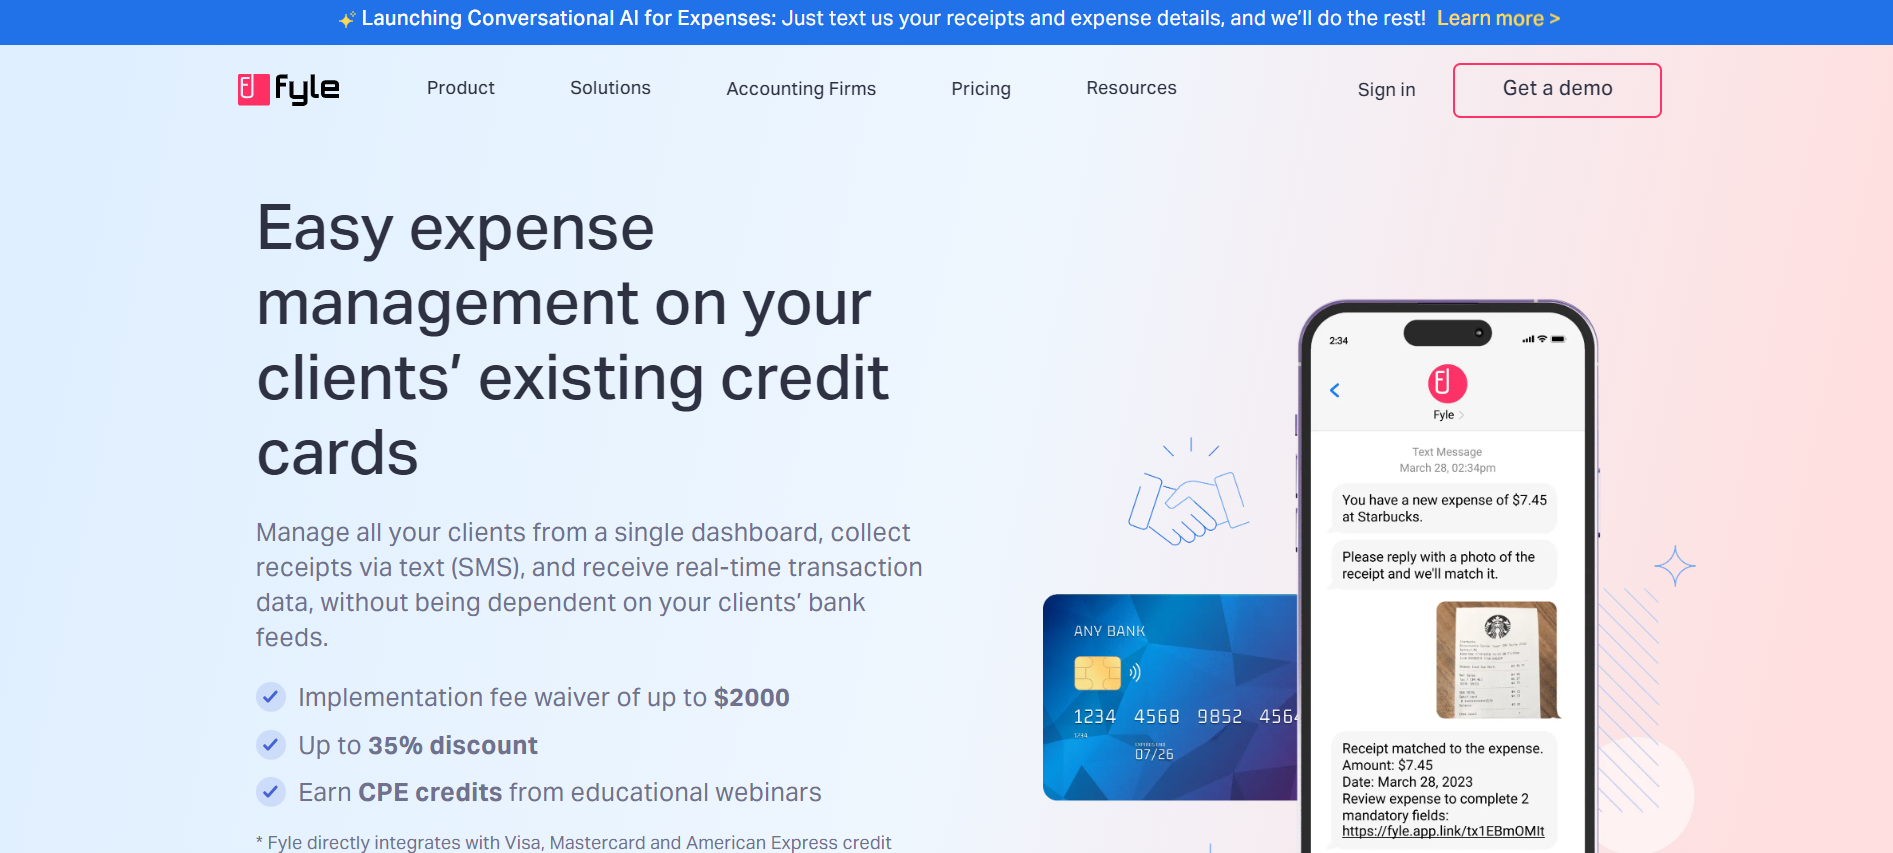 Launching Conversational AI for Expenses: Just text us your receipts and expense details, and we'll do the rest! Learn more >
fyle
Product Solutions Accounting Firms Pricing Resources Sign in Get a demo
Easy expense
management on your
clients' existing credit
cards
Manage all your clients from a single dashboard, collect
receipts via text (SMS), and receive real-time transaction
data, without being dependent on your clients' bank
feeds.
Implementation fee waiver of up to $2000
Up to 35% discount
Earn CPE credits from educational webinars
* Fyle directly integrates with Visa, Mastercard and American Express credit
ANY BANK
1234 4568 9852 4564
1234
07/26
2:34
Fyle >
Text Message
March 28, 02:34pm
You have a new expense of $7.45
at Starbucks.
Please reply with a photo of the
receipt and we'll match it.
Receipt matched to the expense.
Amount: $7.45
Date: March 28, 2023
Review expense to complete 2
mandatory fields:
https://fyle.app.link/tx1EBmOMIt